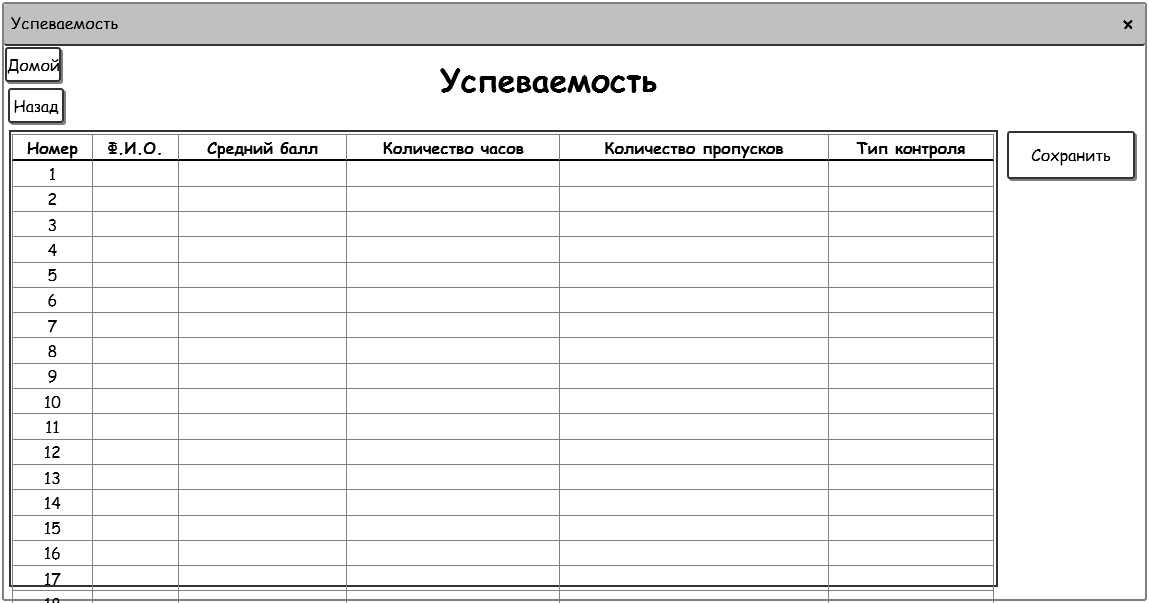 Успеваемость ×
Домой
Успеваемость
Назад
Номер Ф.И.О. Средний балл Количество часов Количество пропусков Тип контроля
Сохранить
1
2
3
4
5
6
7
8
9
10
11
12
13
14
15
16
17